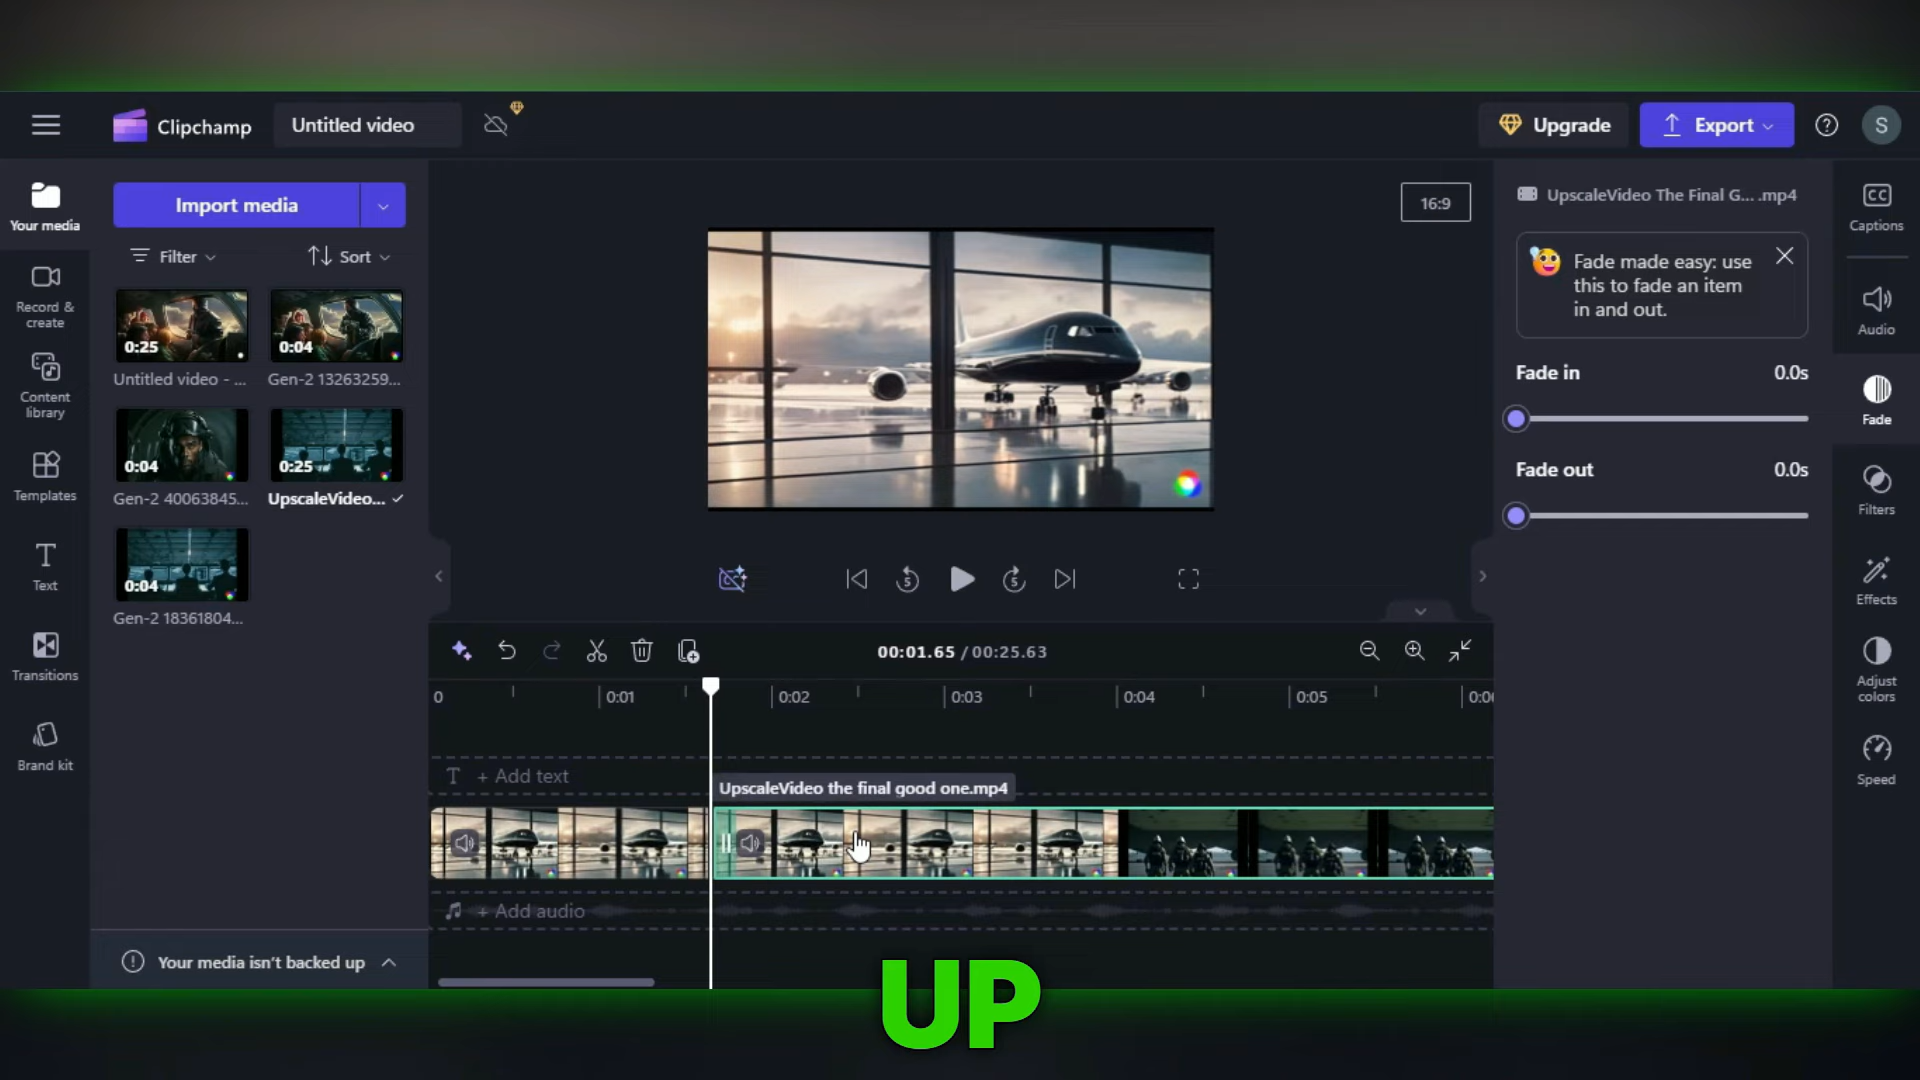 Clipchamp
Untitled video
Upgrade
Export
S
Your media
Import media
16:9
UpscaleVideo The Final G... .mp4
Captions
Filter
Sort
Record &
create
0:25
0:04
Fade made easy: use
this to fade an item
in and out.
Audio
Untitled video - ...
Gen-2 13263259...
Content
library
Fade in
0.0s
Fade
0:04
0:25
Gen-2 40063845...
UpscaleVideo...
Fade out
0.0s
Templates
Filters
0:04
Text
Gen-2 18361804...
5
5
Effects
Transitions
00:01.65 / 00:25.63
Adjust
colors
0
0:01
0:02
0:03
0:04
0:05
Brand kit
Speed
T + Add text
UpscaleVideo the final good one.mp4
+ Add audio
Your media isn't backed up
UP